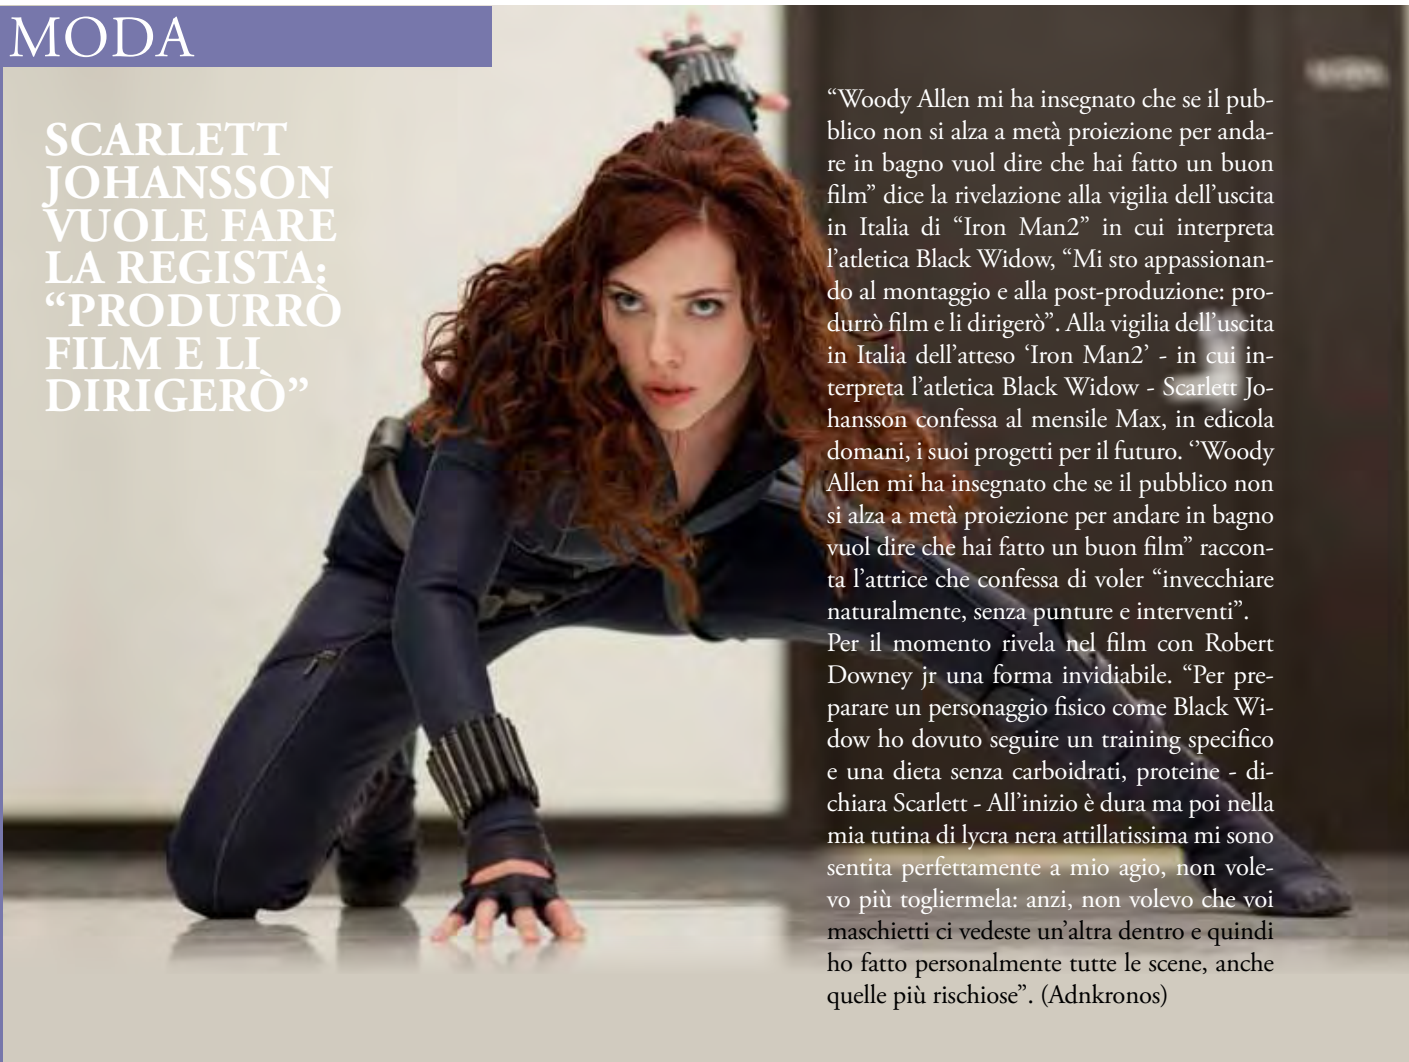 MODA
SCARLETT
JOHANSSON
VUOLE FARE
LA REGISTA:
“PRODURRÒ
FILM E LI
DIRIGERÒ”
“Woody Allen mi ha insegnato che se il pub-
blico non si alza a metà proiezione per anda-
re in bagno vuol dire che hai fatto un buon
film” dice la rivelazione alla vigilia dell’uscita
in Italia di “Iron Man2” in cui interpreta
l’atletica Black Widow, “Mi sto appassionan-
do al montaggio e alla post-produzione: pro-
durrò film e li dirigerò”. Alla vigilia dell’uscita
in Italia dell’atteso ‘Iron Man2’ - in cui in-
terpreta l’atletica Black Widow - Scarlett Jo-
hansson confessa al mensile Max, in edicola
domani, i suoi progetti per il futuro. ‘’Woody
Allen mi ha insegnato che se il pubblico non
si alza a metà proiezione per andare in bagno
vuol dire che hai fatto un buon film” raccon-
ta l’attrice che confessa di voler “invecchiare
naturalmente, senza punture e interventi”.
Per il momento rivela nel film con Robert
Downey jr una forma invidiabile. “Per pre-
parare un personaggio fisico come Black Wi-
dow ho dovuto seguire un training specifico
e una dieta senza carboidrati, proteine - di-
chiara Scarlett - All’inizio è dura ma poi nella
mia tutina di lycra nera attillatissima mi sono
sentita perfettamente a mio agio, non vole-
vo più togliermela: anzi, non volevo che voi
maschietti ci vedeste un’altra dentro e quindi
ho fatto personalmente tutte le scene, anche
quelle più rischiose”. (Adnkronos)